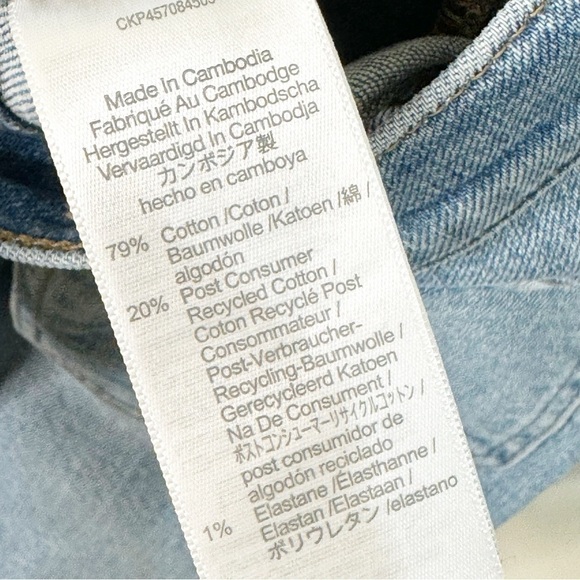 CKP457084503
Made In Cambodia
Fabriqué Au Cambodge
Hergestellt In Kambodscha
Vervaardigd In Cambodja
カンボジア製
hecho en camboya
79% Cotton /Coton /
Baumwolle /Katoen /綿 /
algodón
20% Post Consumer
Recycled Cotton /
Coton Recyclé Post
Consommateur /
Post-Verbraucher-
Recycling-Baumwolle /
Gerecycleerd Katoen
Na De Consument /
ポストコンシューマーリサイクルコットン /
post consumidor de
algodón reciclado
1% Elastane /Elasthanne /
Elastan /Elastaan /
ポリウレタン /elastano